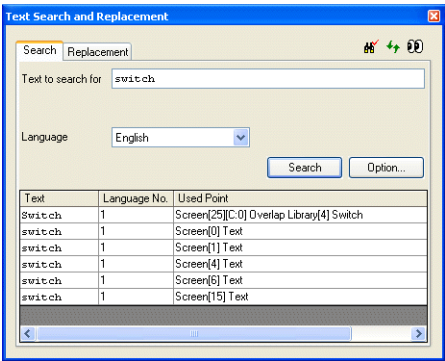 Text Search and Replacement
Search Replacement
Text to search for switch
Language English
Search Option...
Text Language No. Used Point
Switch 1 Screen[25][C:0] Overlap Library[4] Switch
switch 1 Screen[0] Text
switch 1 Screen[1] Text
switch 1 Screen[4] Text
switch 1 Screen[6] Text
switch 1 Screen[15] Text